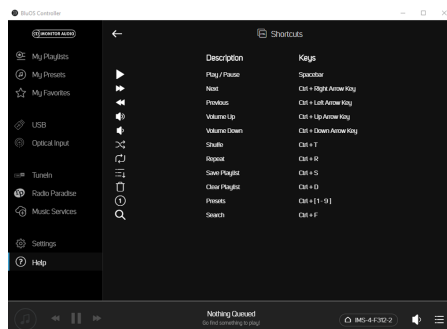 BluOS Controller
MONITOR AUDIO
Shortcuts
My Playlists
My Presets
My Favorites
USB
Optical Input
TuneIn
Radio Paradise
Music Services
Settings
Help
Description Keys
Play / Pause Spacebar
Next Ctrl + Right Arrow Key
Previous Ctrl + Left Arrow Key
Volume Up Ctrl + Up Arrow Key
Volume Down Ctrl + Down Arrow Key
Shuffle Ctrl + T
Repeat Ctrl + R
Save Playlist Ctrl + S
Clear Playlist Ctrl + D
1 Presets Ctrl + [1 - 9]
Search Ctrl + F
Nothing Queued
Go find something to play!
IMS-4-F312-2